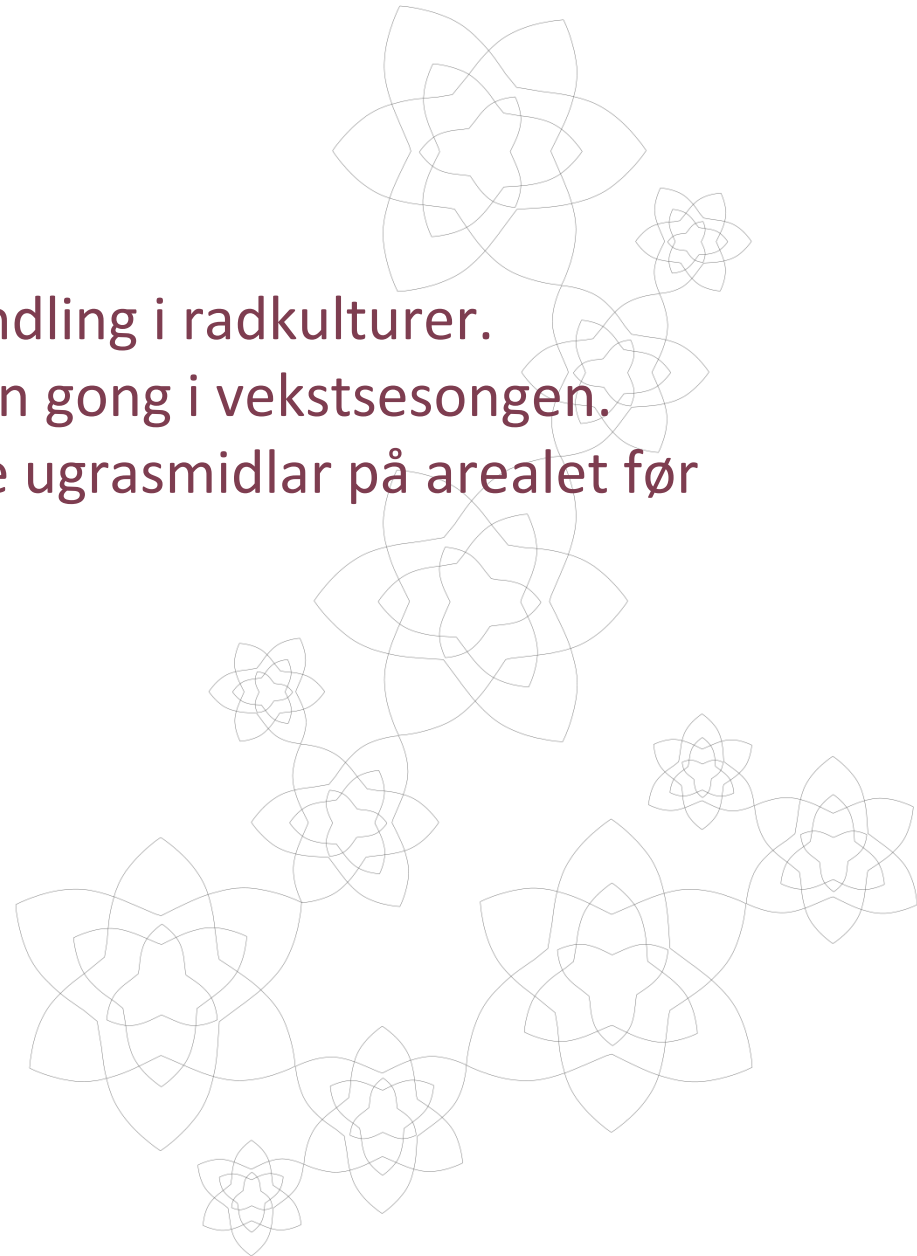 ndling i radkulturer.
n gong i vekstsesongen.
e ugrasmidlar på arealet før